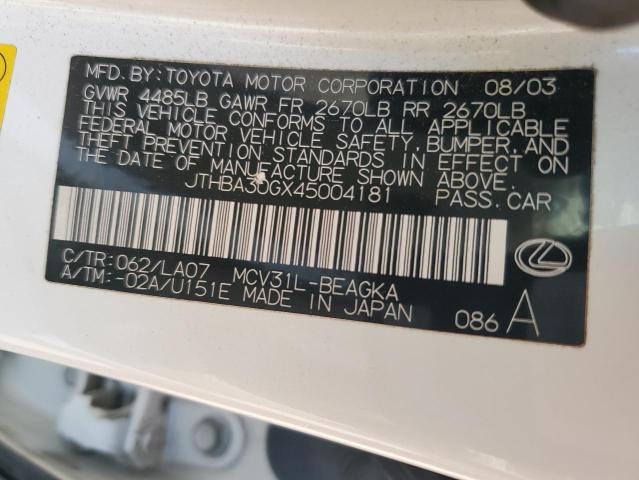 MFD. BY: TOYOTA MOTOR CORPORATION 08/03
GVWR 4485LB GAWR FR 2670LB RR 2670LB
THIS VEHICLE CONFORMS TO ALL APPLICABLE
FEDERAL MOTOR VEHICLE SAFETY, BUMPER, AND
THEFT PREVENTION STANDARDS IN EFFECT ON
THE DATE OF MANUFACTURE SHOWN ABOVE.
JTHBA30GX45004181 PASS. CAR
C/TR: 062/LA07 MCV31L-BEAGKA
A/TM: -02A/U151E MADE IN JAPAN
086 A